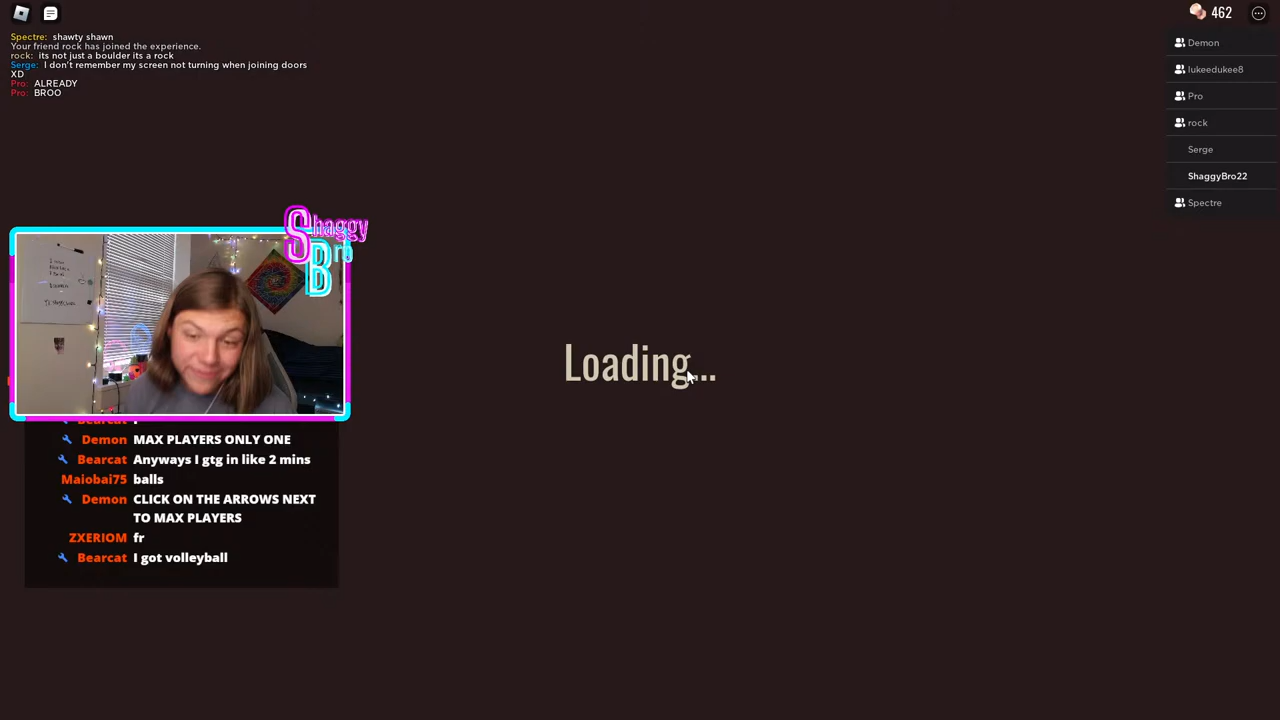 462
Spectre: shawty shawn
Your friend rock has joined the experience.
rock: its not just a boulder its a rock
Serge: I don't remember my screen not turning when joining doors
XD
Pro: ALREADY
Pro: BROO
Demon
lukeedukee8
Pro
rock
Serge
ShaggyBro22
Spectre
Shaggy
Bro
Loading...
Bearcat
Demon MAX PLAYERS ONLY ONE
Bearcat Anyways I gtg in like 2 mins
Maiobai75 balls
Demon CLICK ON THE ARROWS NEXT
TO MAX PLAYERS
ZXERIOM fr
Bearcat I got volleyball